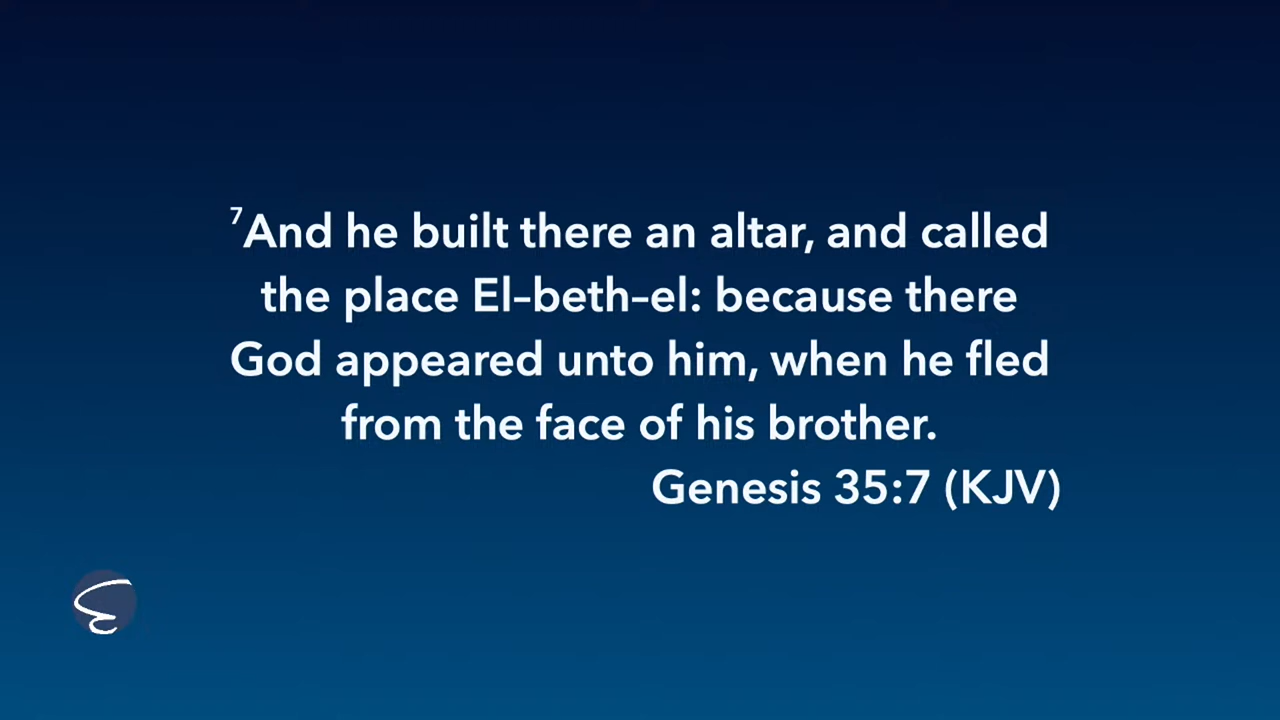 ⁷And he built there an altar, and called
the place El–beth–el: because there
God appeared unto him, when he fled
from the face of his brother.
Genesis 35:7 (KJV)